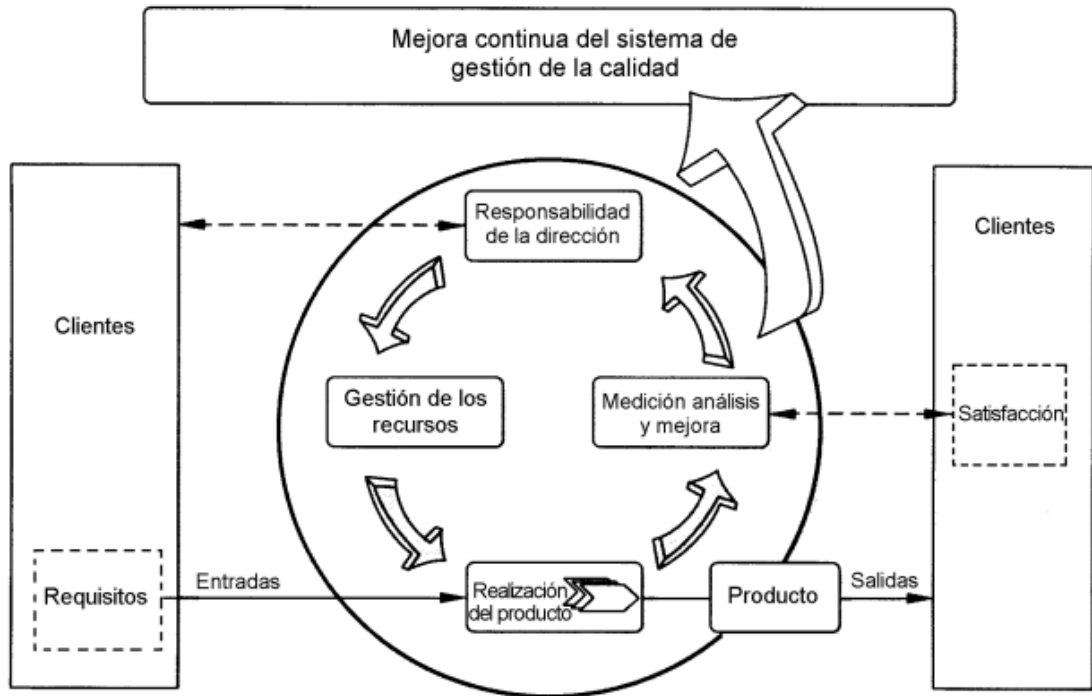 Mejora continua del sistema de
gestión de la calidad
Responsabilidad
de la dirección
Clientes
Clientes
Gestión de los
recursos
Medición análisis
y mejora
Satisfacción
Requisitos
Entradas
Realización
del producto
Producto
Salidas